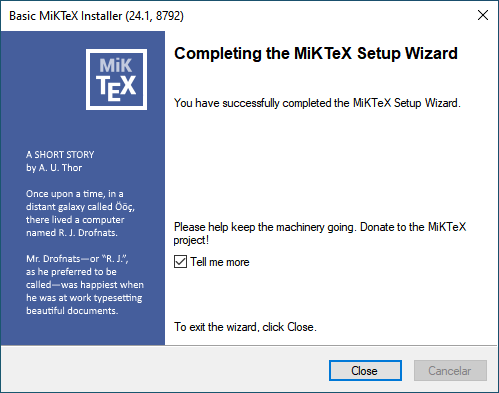 Basic MiKTeX Installer (24.1, 8792)
MiK
TEX
A SHORT STORY
by A. U. Thor
Once upon a time, in a
distant galaxy called Ööç,
there lived a computer
named R. J. Drofnats.
Mr. Drofnats—or “R. J.”,
as he preferred to be
called—was happiest when
he was at work typesetting
beautiful documents.
Completing the MiKTeX Setup Wizard
You have successfully completed the MiKTeX Setup Wizard.
Please help keep the machinery going. Donate to the MiKTeX
project!
Tell me more
To exit the wizard, click Close.
Close
Cancelar